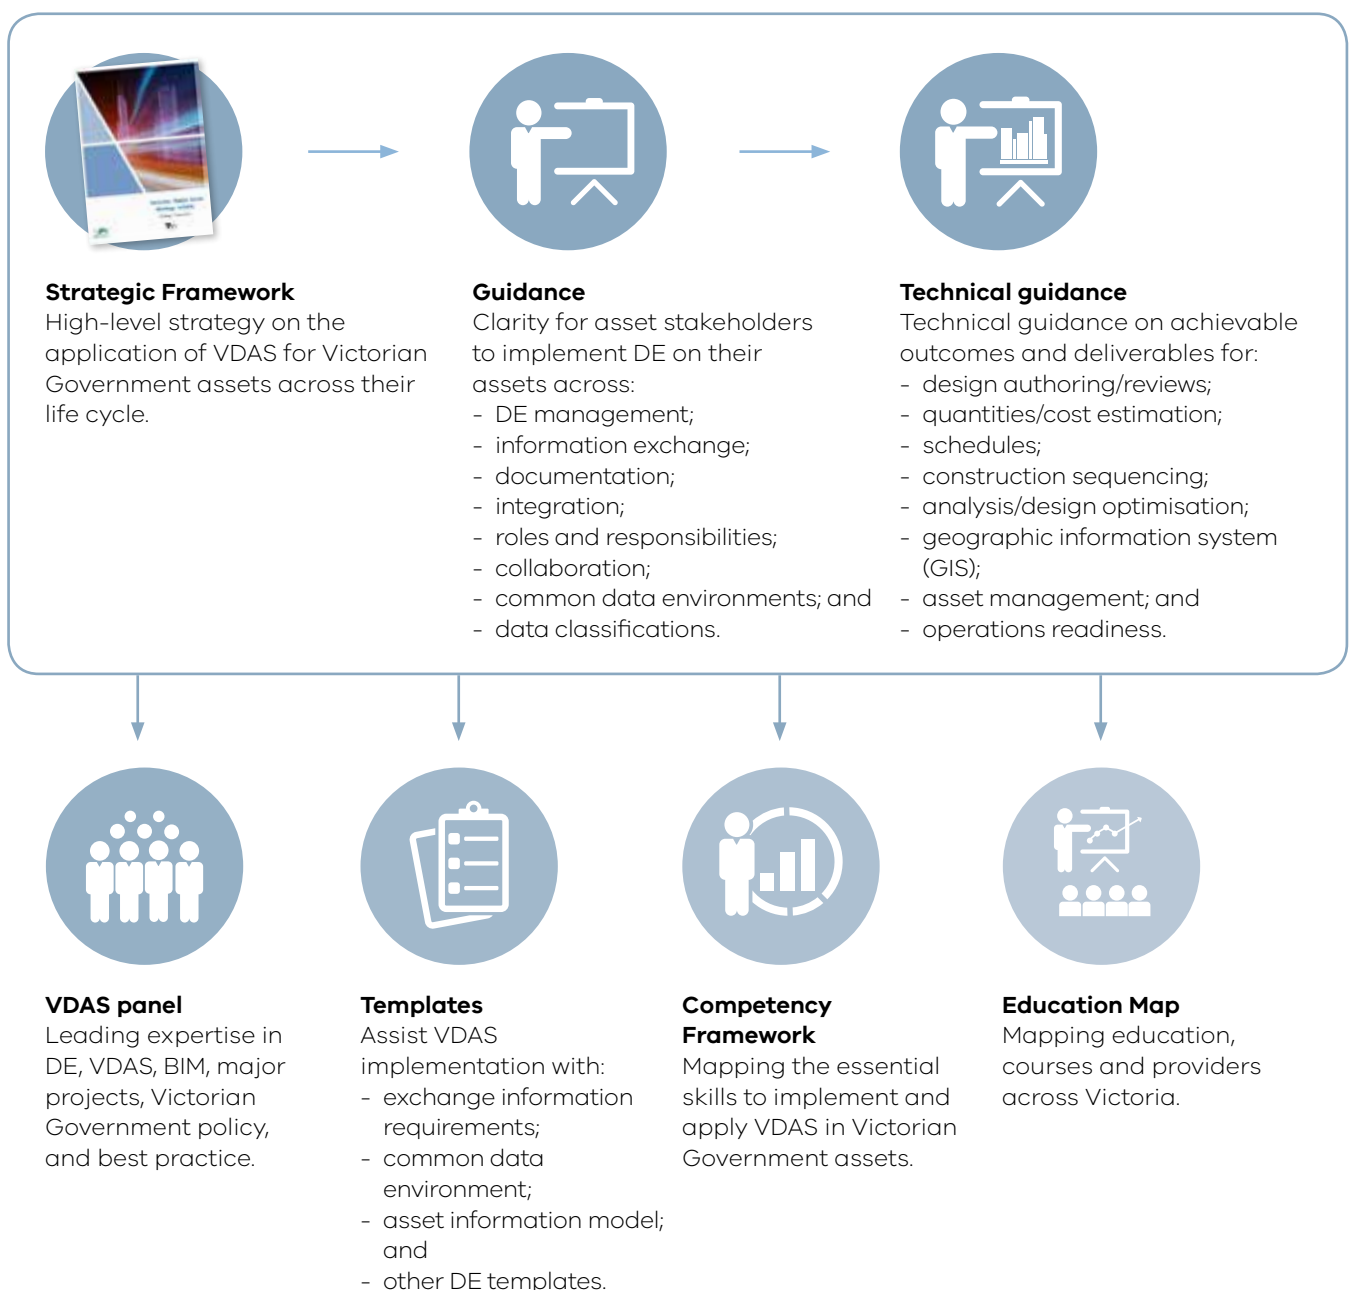 Strategic Framework
High-level strategy on the
application of VDAS for Victorian
Government assets across their
life cycle.
Guidance
Clarity for asset stakeholders
to implement DE on their
assets across:
- DE management;
- information exchange;
- documentation;
- integration;
- roles and responsibilities;
- collaboration;
- common data environments; and
- data classifications.
Technical guidance
Technical guidance on achievable
outcomes and deliverables for:
- design authoring/reviews;
- quantities/cost estimation;
- schedules;
- construction sequencing;
- analysis/design optimisation;
- geographic information system
(GIS);
- asset management; and
- operations readiness.
VDAS panel
Leading expertise in
DE, VDAS, BIM, major
projects, Victorian
Government policy,
and best practice.
Templates
Assist VDAS
implementation with:
- exchange information
requirements;
- common data
environment;
- asset information model;
and
- other DE templates.
Competency
Framework
Mapping the essential
skills to implement and
apply VDAS in Victorian
Government assets.
Education Map
Mapping education,
courses and providers
across Victoria.